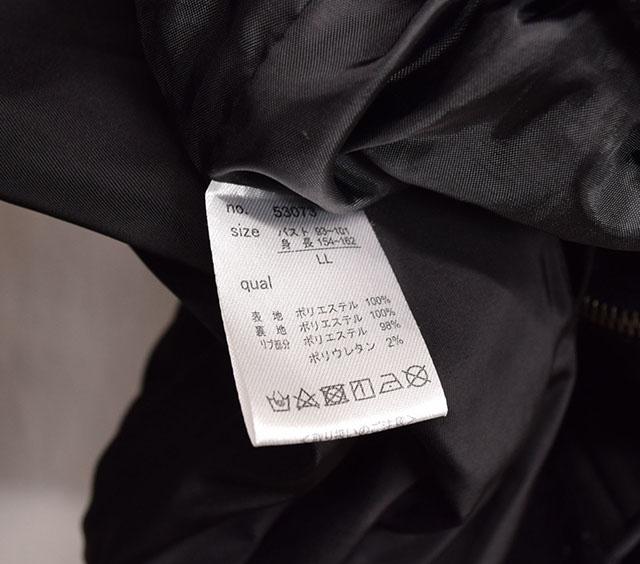 no. 53073
size バスト 93~101
身 長 154~162
LL
qual
表 地 ポリエステル 100%
裏 地 ポリエステル 100%
リブ部分 ポリエステル 98%
ポリウレタン 2%